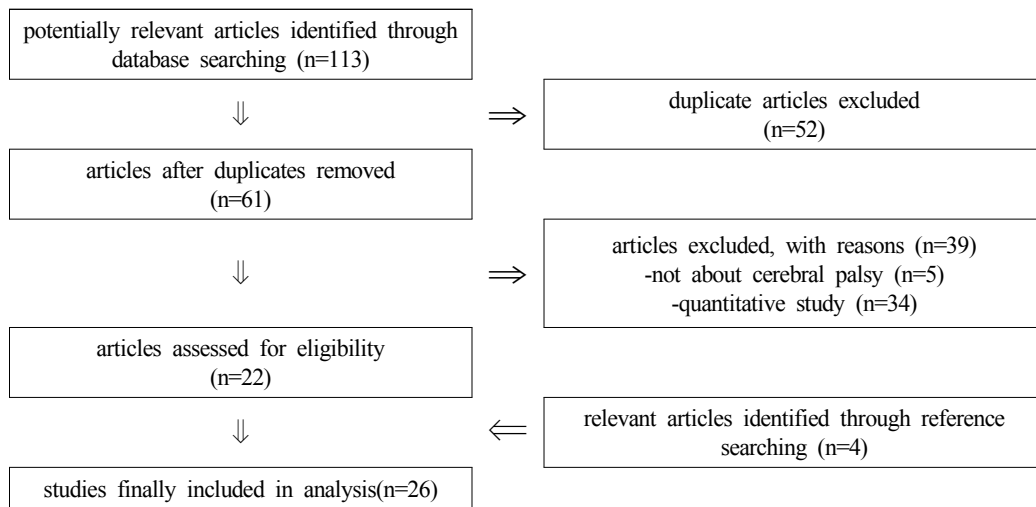 potentially relevant articles identified through
database searching (n=113)
⇓
⇒
duplicate articles excluded
(n=52)
articles after duplicates removed
(n=61)
⇓
⇒
articles excluded, with reasons (n=39)
-not about cerebral palsy (n=5)
-quantitative study (n=34)
articles assessed for eligibility
(n=22)
⇓
⇐
relevant articles identified through reference
searching (n=4)
studies finally included in analysis(n=26)